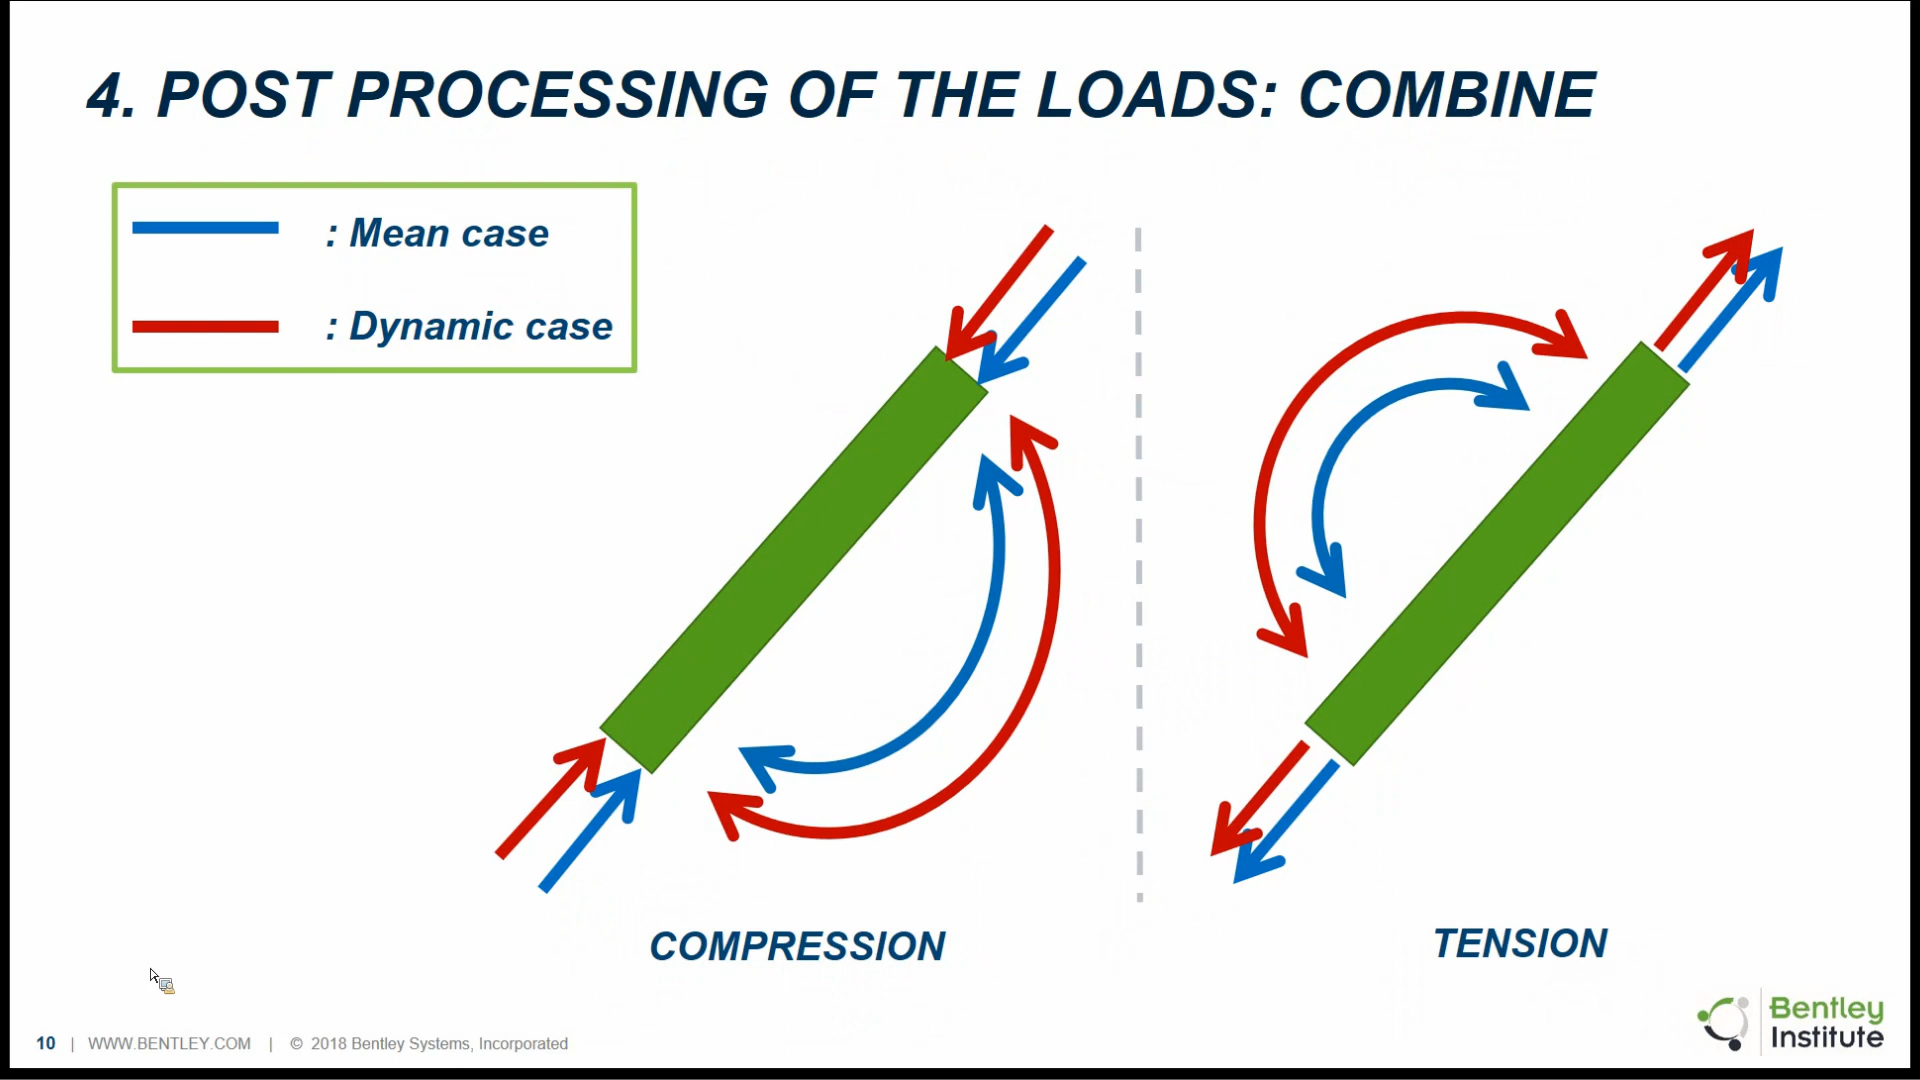 4. POST PROCESSING OF THE LOADS: COMBINE
: Mean case
: Dynamic case
COMPRESSION
TENSION
10 | WWW.BENTLEY.COM | © 2018 Bentley Systems, Incorporated
Bentley
Institute